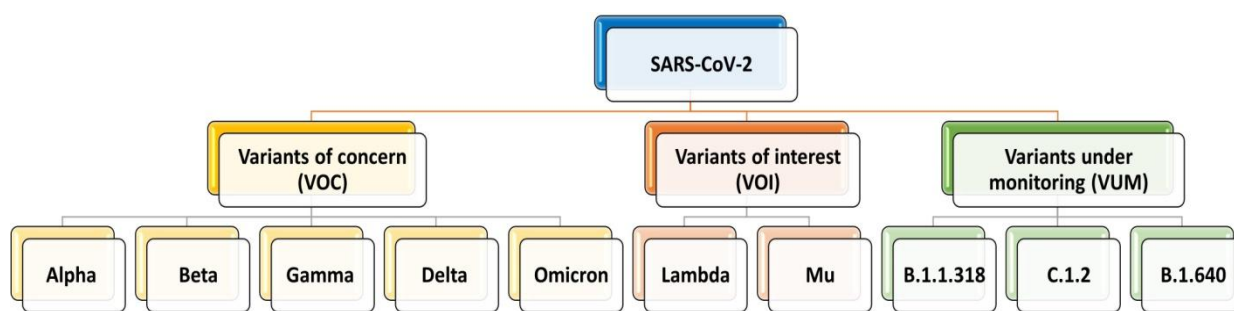 SARS-CoV-2
Variants of concern
(VOC)
Variants of interest
(VOI)
Variants under
monitoring (VUM)
Alpha
Beta
Gamma
Delta
Omicron
Lambda
Mu
B.1.1.318
C.1.2
B.1.640